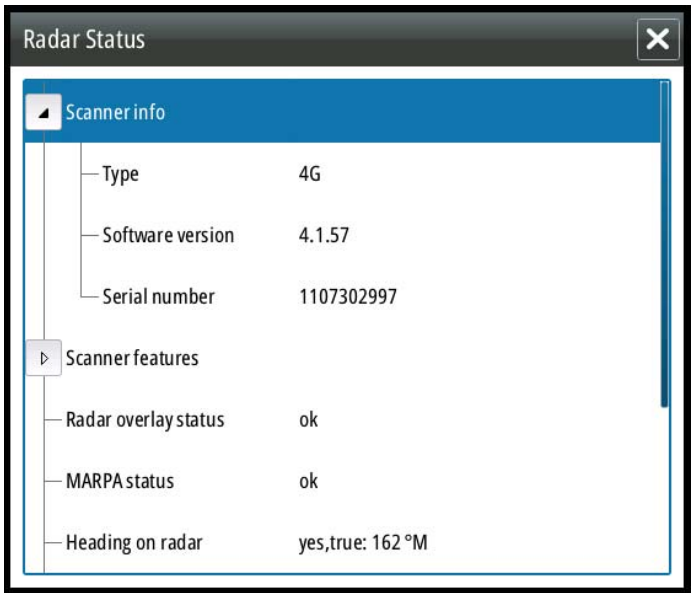 Radar Status
Scanner info
Type 4G
Software version 4.1.57
Serial number 1107302997
Scanner features
Radar overlay status ok
MARPA status ok
Heading on radar yes,true: 162 °M